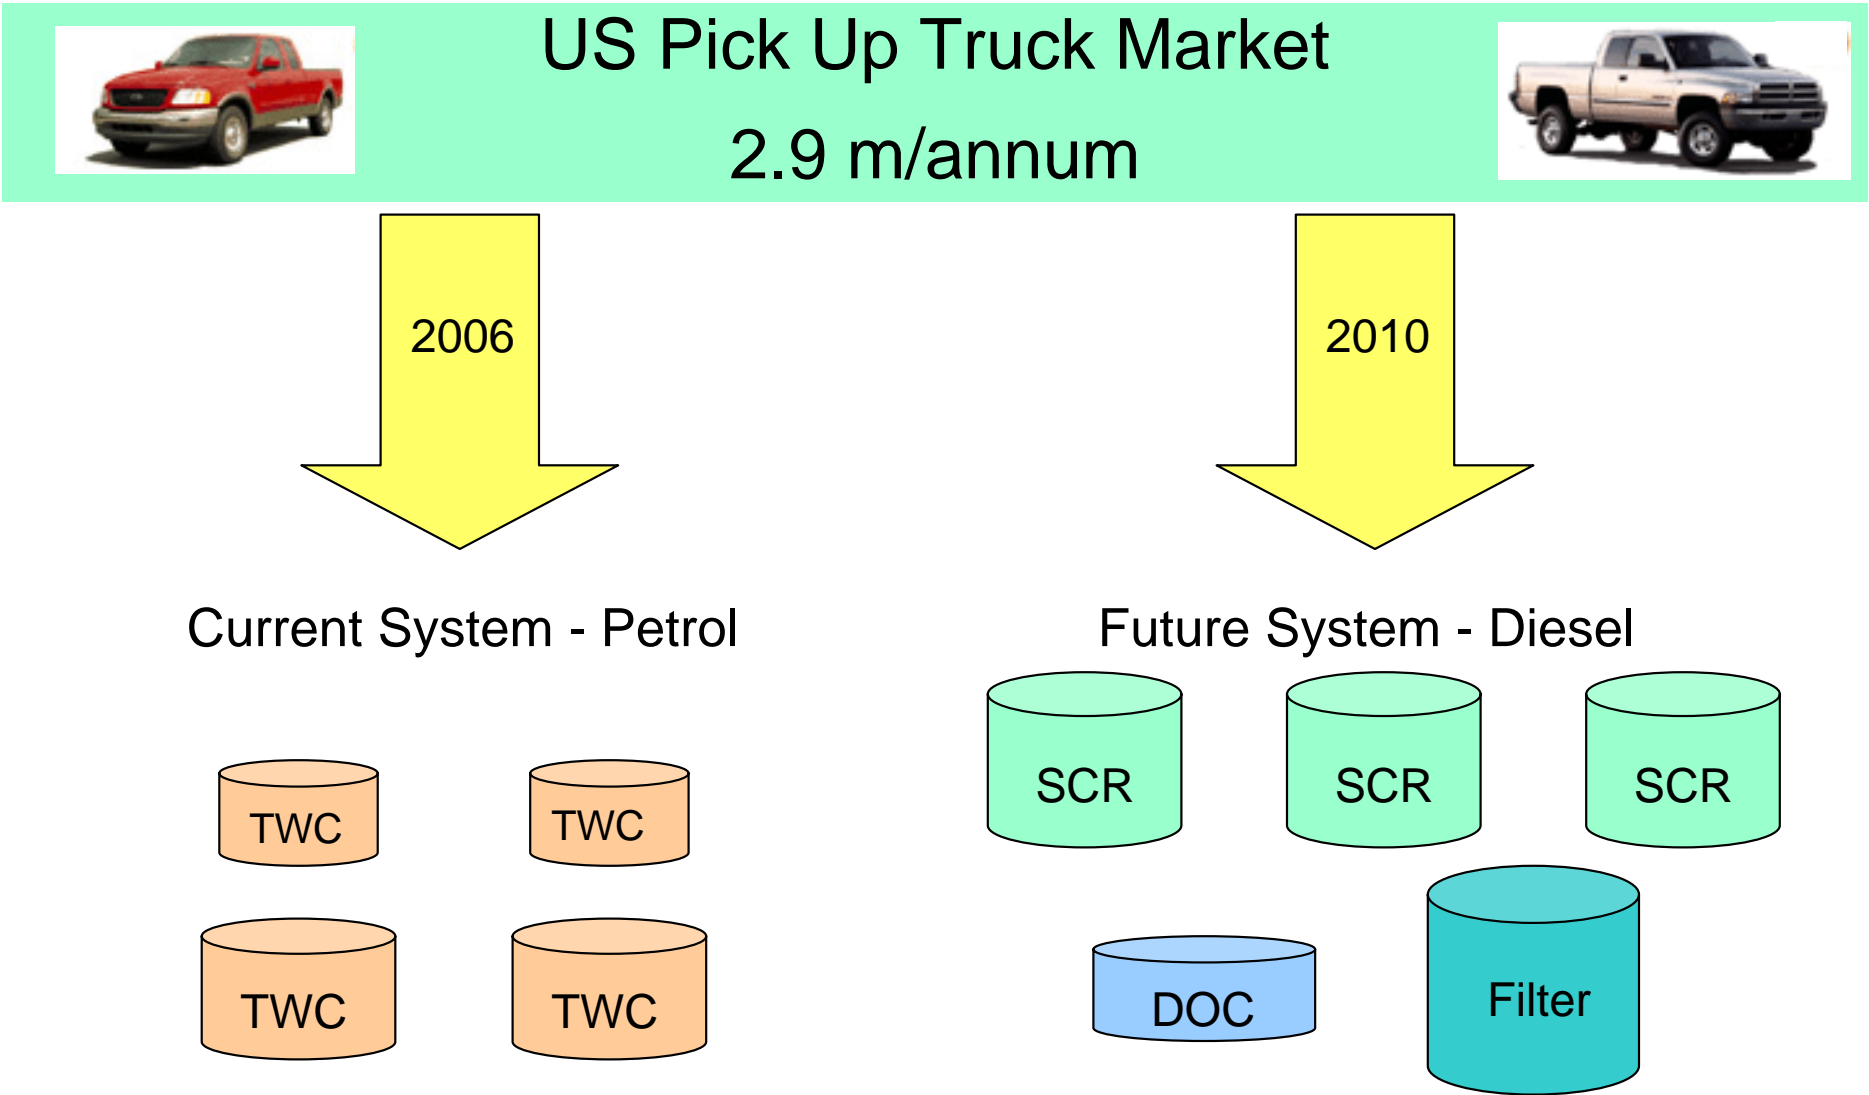 US Pick Up Truck Market
2.9 m/annum
2006
2010
Current System - Petrol
Future System - Diesel
SCR
SCR
SCR
TWC
TWC
TWC
TWC
DOC
Filter